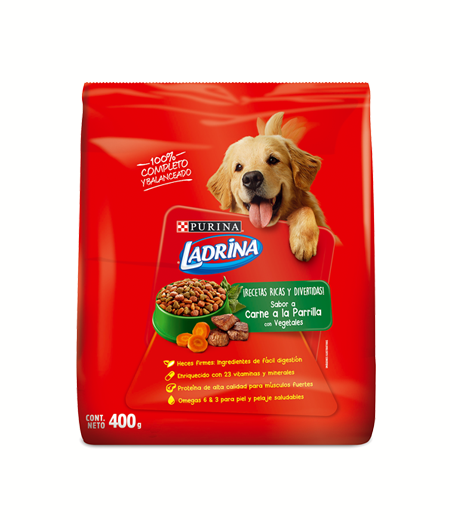 100%
COMPLETO
Y BALANCEADO
PURINA
LADRINA
¡RECETAS RICAS Y DIVERTIDAS!
Sabor a
Carne a la Parrilla
con Vegetales
Heces Firmes: Ingredientes de fácil digestión
Enriquecido con 23 vitaminas y minerales
Proteína de alta calidad para músculos fuertes
Omegas 6 & 3 para piel y pelaje saludables
CONT.
NETO 400g